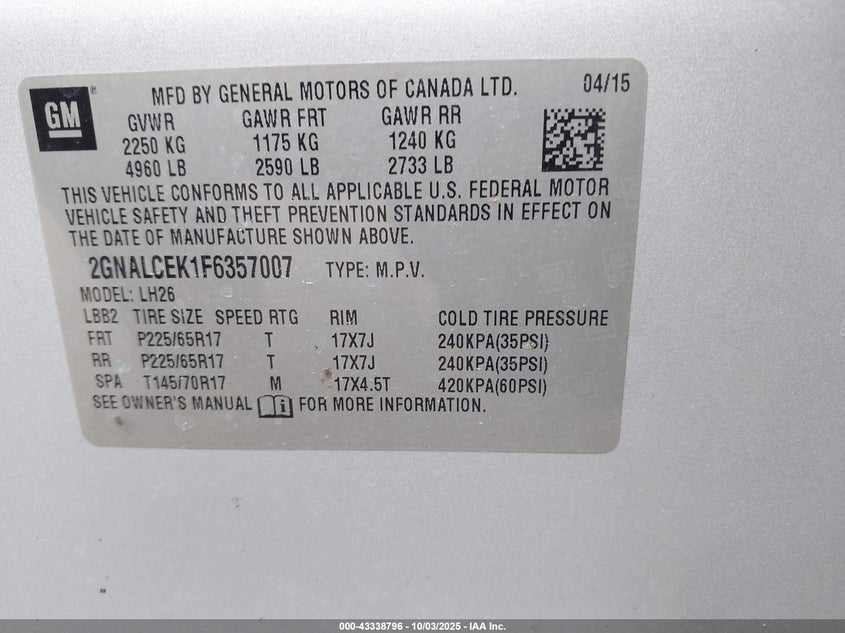 GM ® MFD BY GENERAL MOTORS OF CANADA LTD. 04/15
GVWR GAWR FRT GAWR RR
2250 KG 1175 KG 1240 KG
4960 LB 2590 LB 2733 LB
THIS VEHICLE CONFORMS TO ALL APPLICABLE U.S. FEDERAL MOTOR
VEHICLE SAFETY AND THEFT PREVENTION STANDARDS IN EFFECT ON
THE DATE OF MANUFACTURE SHOWN ABOVE.
2GNALCEK1F6357007 TYPE: M.P.V.
MODEL: LH26
LBB2 TIRE SIZE SPEED RTG RIM COLD TIRE PRESSURE
FRT P225/65R17 T 17X7J 240KPA(35PSI)
RR P225/65R17 T 17X7J 240KPA(35PSI)
SPA T145/70R17 M 17X4.5T 420KPA(60PSI)
SEE OWNER'S MANUAL i FOR MORE INFORMATION.
000-43338796 - 10/03/2025 - IAA Inc.